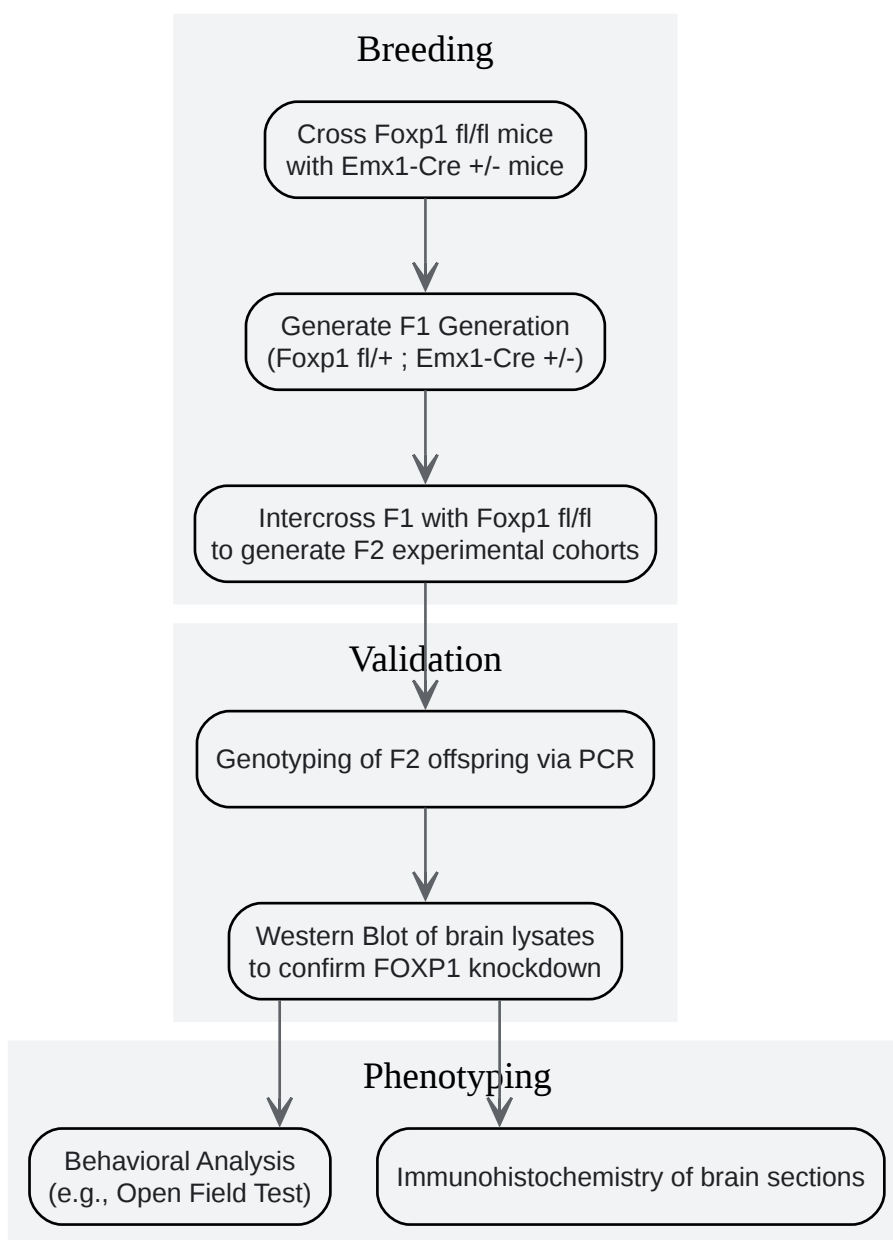 Breeding
Cross Foxp1 fl/fl mice
with Emx1-Cre +/- mice
Generate F1 Generation
(Foxp1 fl/+ ; Emx1-Cre +/-)
Intercross F1 with Foxp1 fl/fl
to generate F2 experimental cohorts
Validation
Genotyping of F2 offspring via PCR
Western Blot of brain lysates
to confirm FOXP1 knockdown
Phenotyping
Behavioral Analysis
(e.g., Open Field Test)
Immunohistochemistry of brain sections